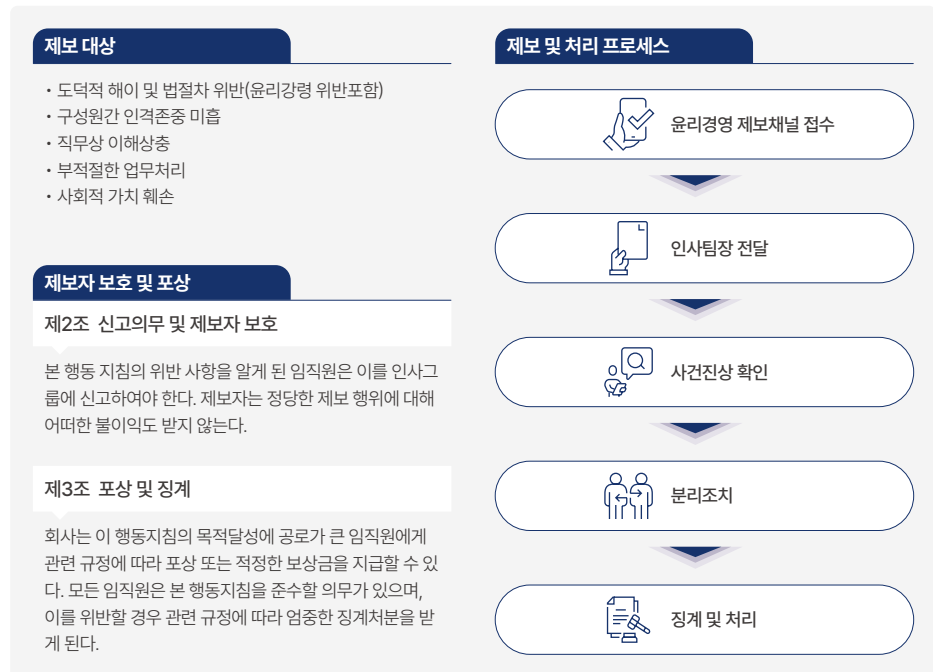 제보 대상
・도덕적 해이 및 법절차 위반(윤리강령 위반포함)
・구성원간 인격존중 미흡
・직무상 이해상충
・부적절한 업무처리
・사회적 가치 훼손
제보자 보호 및 포상
제2조 신고의무 및 제보자 보호
본 행동 지침의 위반 사항을 알게 된 임직원은 이를 인사그
룹에 신고하여야 한다. 제보자는 정당한 제보 행위에 대해
어떠한 불이익도 받지 않는다.
제3조 포상 및 징계
회사는 이 행동지침의 목적달성에 공로가 큰 임직원에게
관련 규정에 따라 포상 또는 적정한 보상금을 지급할 수 있
다. 모든 임직원은 본 행동지침을 준수할 의무가 있으며,
이를 위반할 경우 관련 규정에 따라 엄중한 징계처분을 받
게 된다.
제보 및 처리 프로세스
윤리경영 제보채널 접수
인사팀장 전달
사건진상 확인
분리조치
징계 및 처리